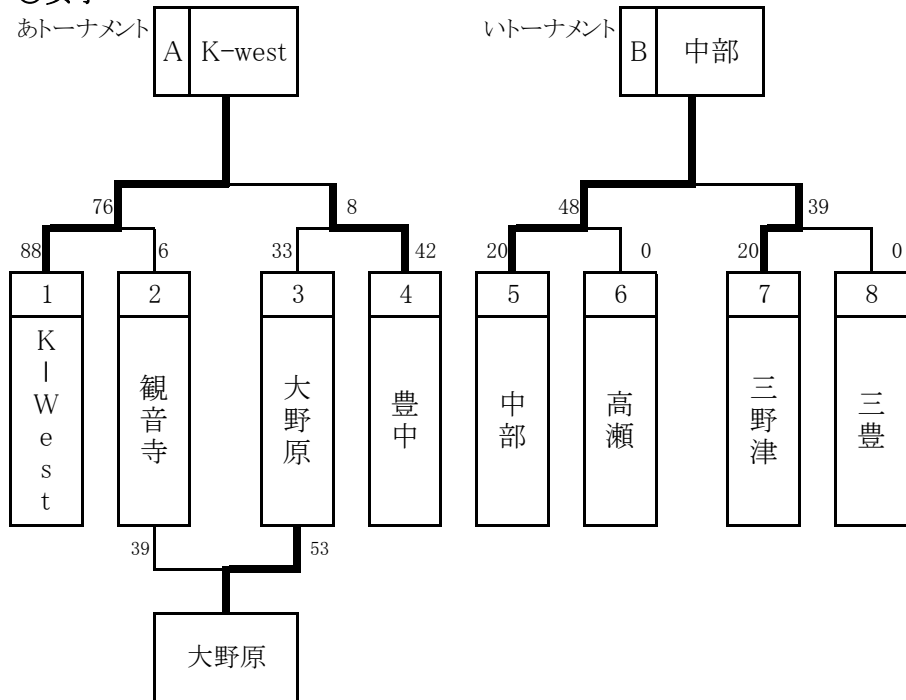 あトーナメント
A K-west
いトーナメント
B 中部
76 8
48 39
88 6 33 42
20 0 20 0
1 2 3 4 5 6 7 8
K-West
観音寺
大野原
豊中
中部
高瀬
三野津
三豊
39 53
大野原